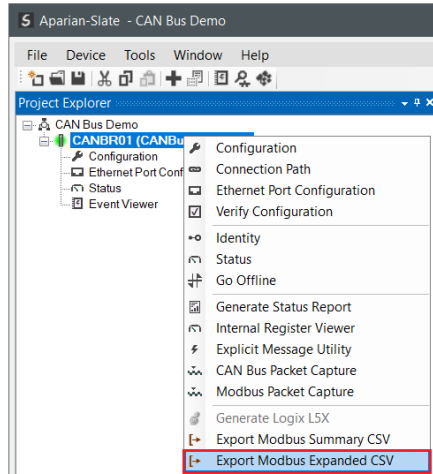 S Aparian-Slate - CAN Bus Demo
File Device Tools Window Help
Project Explorer
CAN Bus Demo
CANBR01 (CANBu
Configuration
Ethernet Port Conf
Status
Event Viewer
Configuration
Connection Path
Ethernet Port Configuration
Verify Configuration
Identity
Status
Go Offline
Generate Status Report
Internal Register Viewer
Explicit Message Utility
CAN Bus Packet Capture
Modbus Packet Capture
Generate Logix L5X
Export Modbus Summary CSV
Export Modbus Expanded CSV